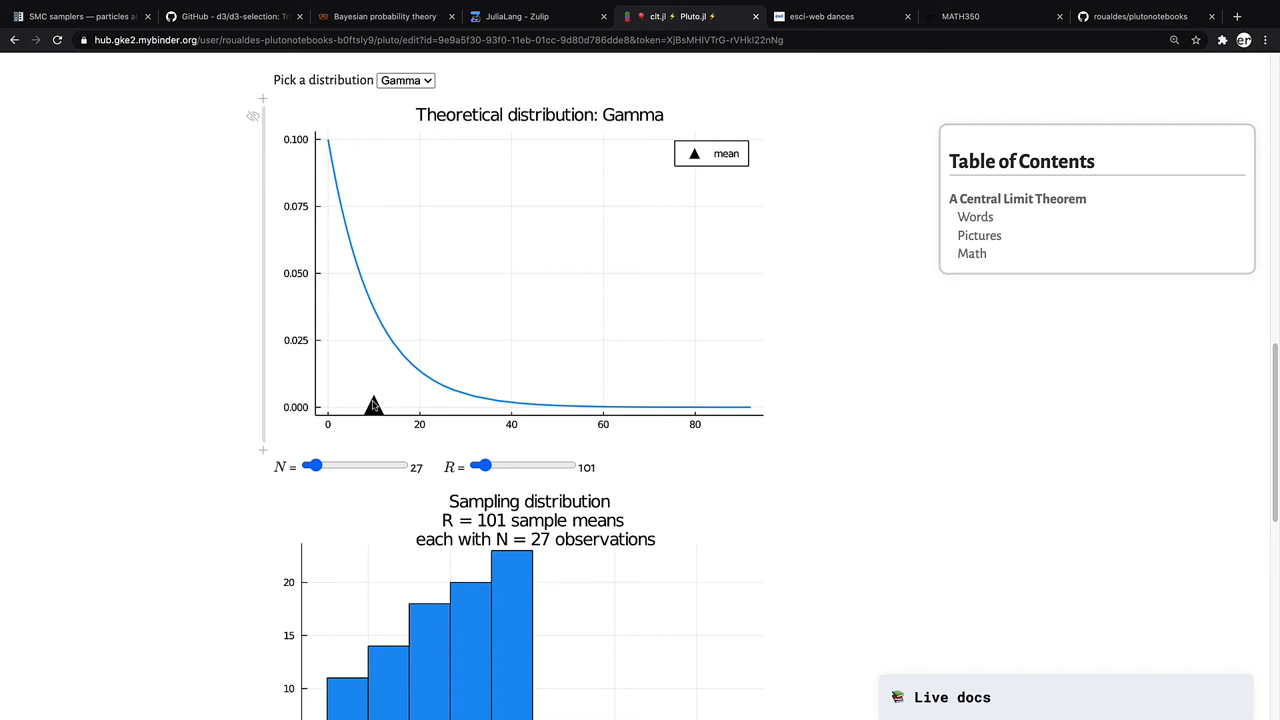 SMC samplers — particles a
GitHub - d3/d3-selection: Tr
Bayesian probability theory
JuliaLang - Zulip
clt.jl ⚡ Pluto.jl ⚡
esci-web dances
MATH350
roualdes/plutonotebooks
hub.gke2.mybinder.org/user/roualdes-plutonotebooks-b0ftsly9/pluto/edit?id=9e9a5f30-93f0-11eb-01cc-9d80d786dde8&token=XjBsMHIVTrG-rVHkl22nNg
er
Pick a distribution Gamma
Theoretical distribution: Gamma
mean
0.100
0.075
0.050
0.025
0.000
0 20 40 60 80
N = 27 R = 101
Sampling distribution
R = 101 sample means
each with N = 27 observations
20
15
10
Table of Contents
A Central Limit Theorem
Words
Pictures
Math
Live docs